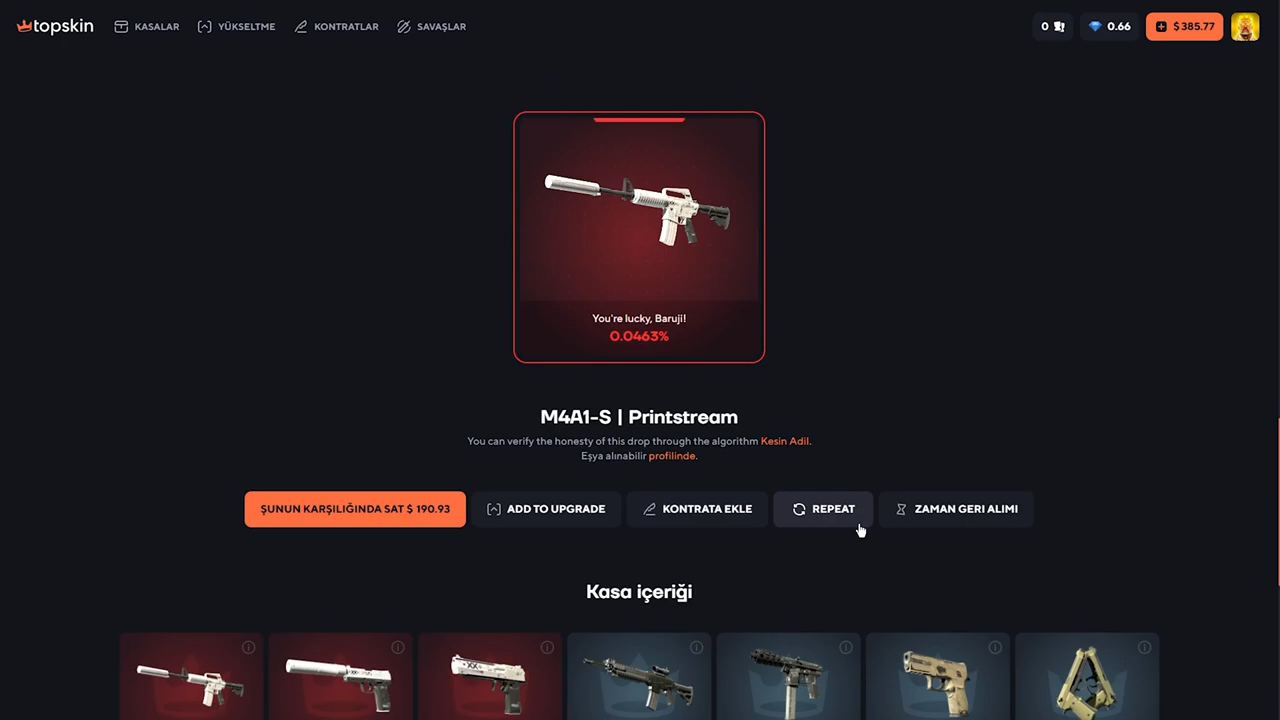 topskin
KASALAR
YÜKSELTME
KONTRATLAR
SAVAŞLAR
0
0.66
$ 385.77
You're lucky, Baruji!
0.0463%
M4A1-S | Printstream
You can verify the honesty of this drop through the algorithm Kesin Adil.
Eşya alınabilir profilinde.
ŞUNUN KARŞILIĞINDA SAT $ 190.93
ADD TO UPGRADE
KONTRATA EKLE
REPEAT
ZAMAN GERI ALIMI
Kasa içeriği